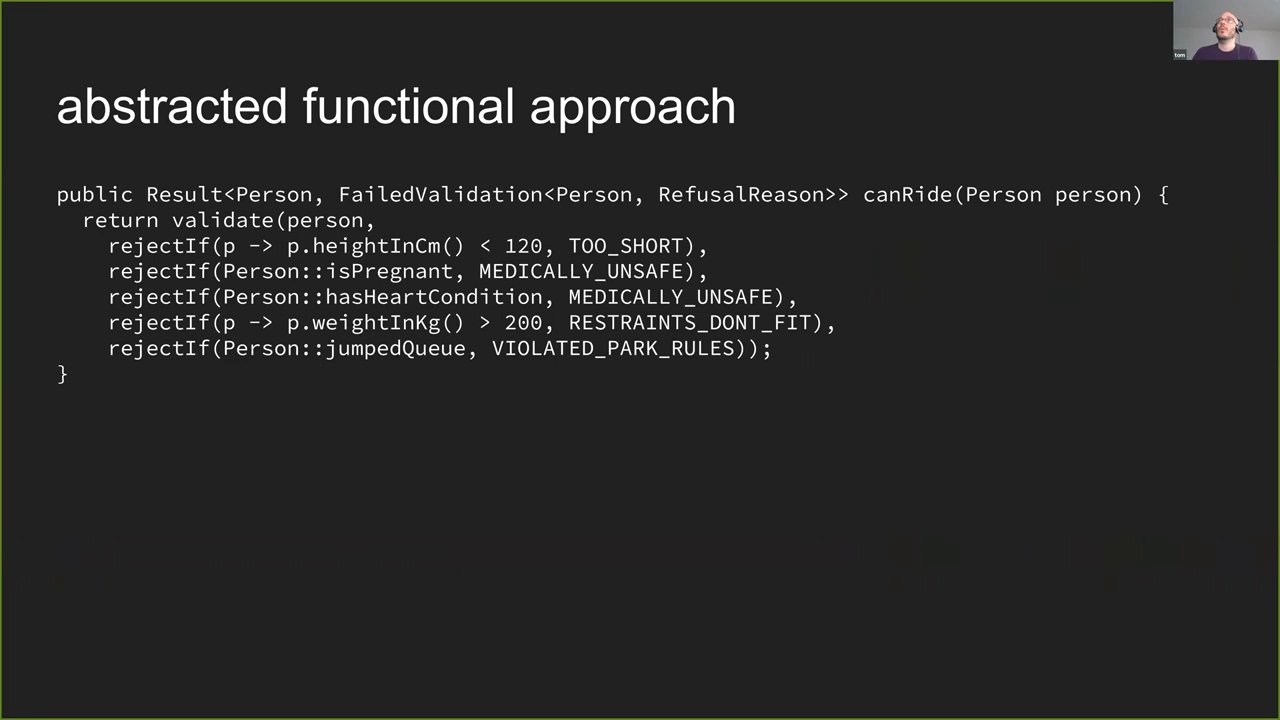 tom
abstracted functional approach
public Result<Person, FailedValidation<Person, RefusalReason>> canRide(Person person) {
  return validate(person,
    rejectIf(p -> p.heightInCm() < 120, TOO_SHORT),
    rejectIf(Person::isPregnant, MEDICALLY_UNSAFE),
    rejectIf(Person::hasHeartCondition, MEDICALLY_UNSAFE),
    rejectIf(p -> p.weightInKg() > 200, RESTRAINTS_DONT_FIT),
    rejectIf(Person::jumpedQueue, VIOLATED_PARK_RULES));
}